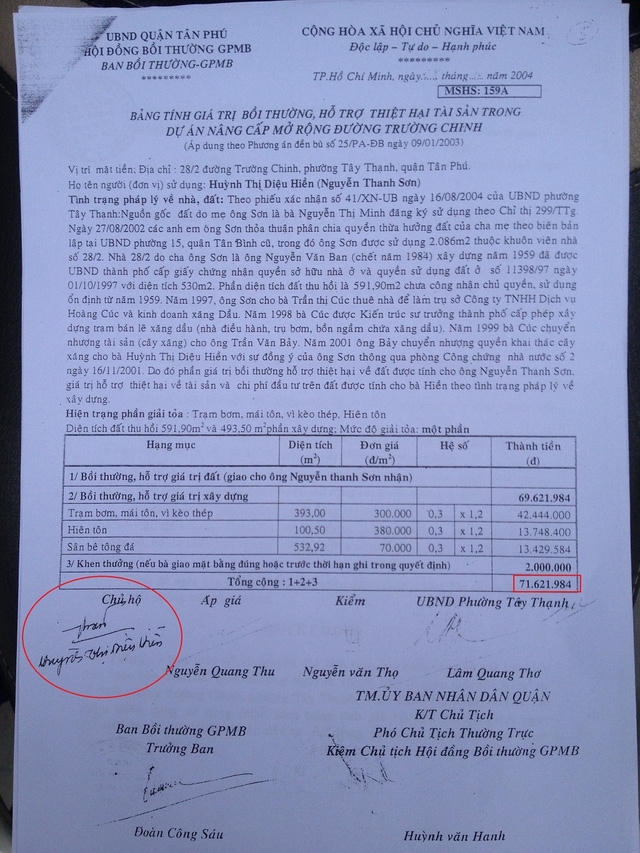 UBND QUẬN TÂN PHÚ
HỘI ĐỒNG BỒI THƯỜNG GPMB
BAN BỒI THƯỜNG-GPMB
*********
CỘNG HÒA XÃ HỘI CHỦ NGHĨA VIỆT NAM
Độc lập – Tự do – Hạnh phúc
*********
TP.Hồ Chí Minh, ngày..... tháng.... năm 2004
MSHS: 159A
BẢNG TÍNH GIÁ TRỊ BỒI THƯỜNG, HỖ TRỢ THIỆT HẠI TÀI SẢN TRONG
DỰ ÁN NÂNG CẤP MỞ RỘNG ĐƯỜNG TRƯỜNG CHINH
(Áp dụng theo Phương án đền bù số 25/PA-ĐB ngày 09/01/2003)
Vị trí mặt tiền; Địa chỉ : 28/2 đường Trường Chinh, phường Tây Thạnh, quận Tân Phú.
Họ tên người (đơn vị) sử dụng: Huỳnh Thị Diệu Hiền (Nguyễn Thanh Sơn)
Tình trạng pháp lý về nhà, đất: Theo phiếu xác nhận số 41/XN-UB ngày 16/08/2004 của UBND phường
Tây Thạnh:Nguồn gốc đất do mẹ ông Sơn là bà Nguyễn Thị Minh đăng ký sử dụng theo Chỉ thị 299/TTg.
Ngày 27/08/2002 các anh em ông Sơn thỏa thuận phân chia quyền thừa hưởng đất của cha mẹ theo biên bản
lập tại UBND phường 15, quận Tân Bình cũ, trong đó ông Sơn được sử dụng 2.086m2 thuộc khuôn viên nhà
số 28/2. Nhà 28/2 do cha ông Sơn là ông Nguyễn Văn Ban (chết năm 1984) xây dựng năm 1959 đã được
UBND thành phố cấp giấy chứng nhận quyền sở hữu nhà ở và quyền sử dụng đất ở số 11398/97 ngày
01/10/1997 với diện tích 530m2. Phần diện tích đất thu hồi là 591,90m2 chưa công nhận chủ quyền, sử dụng
ổn định từ năm 1959. Năm 1997, ông Sơn cho bà Trần thị Cúc thuê nhà để làm trụ sở Công ty TNHH Dịch vụ
Hoàng Cúc và kinh doanh xăng Dầu. Năm 1998 bà Cúc được Kiến trúc sư trưởng thành phố cấp phép xây
dựng trạm bán lẻ xăng dầu (nhà điều hành, trụ bơm, bồn ngầm chứa xăng dầu). Năm 1999 Bà Cúc chuyển
nhượng tài sản (cây xăng) cho ông Trần Văn Bảy. Năm 2001 ông Bảy chuyển nhượng quyền khai thác cây
xăng cho bà Huỳnh Thị Diệu Hiền với sự đồng ý của ông Sơn thông qua phòng Công chứng nhà nước số 2
ngày 16/11/2001. Do đó phần giá trị bồi thường hỗ trợ thiệt hại về đất được tính cho ông Nguyễn Thanh Sơn.
giá trị hỗ trợ thiệt hại về tài sản và chi phí đầu tư trên đất được tính cho bà Hiền theo tình trạng pháp lý về
xây dựng.
Hiện trạng phần giải tỏa : Trạm bơm, mái tôn, vì kèo thép, Hiên tôn
Diện tích đất thu hồi 591,90m2 và 493,50 m2phần xây dựng; Mức độ giải tỏa: một phần
Hạng mục Diện tích (m2) Đơn giá (đ/m2) Hệ số Thành tiền (đ)
1/ Bồi thường, hỗ trợ giá trị đất (giao cho ông Nguyễn thanh Sơn nhận)
2/ Bồi thường, hỗ trợ giá trị xây dựng 69.621.984
Trạm bơm, mái tôn, vì kèo thép 393,00 300.000 0,3 x 1,2 42.444.000
Hiên tôn 100,50 380.000 0,3 x 1,2 13.748.400
Sân bê tông đá 532,92 70.000 0,3 x 1,2 13.429.584
3/ Khen thưởng (nếu bà giao mặt bằng đúng hoặc trước thời hạn ghi trong quyết định) 2.000.000
Tổng cộng : 1+2+3 71.621.984
Chủ hộ Áp giá Kiểm UBND Phường Tây Thạnh
Nguyễn Quang Thu Nguyễn văn Thọ Lâm Quang Thơ
TM.ỦY BAN NHÂN DÂN QUẬN
K/T Chủ Tịch
Ban Bồi thường GPMB Phó Chủ Tịch Thường Trực
Trưởng Ban Kiêm Chủ tịch Hội đồng Bồi thường GPMB
Đoàn Công Sáu Huỳnh văn Hạnh